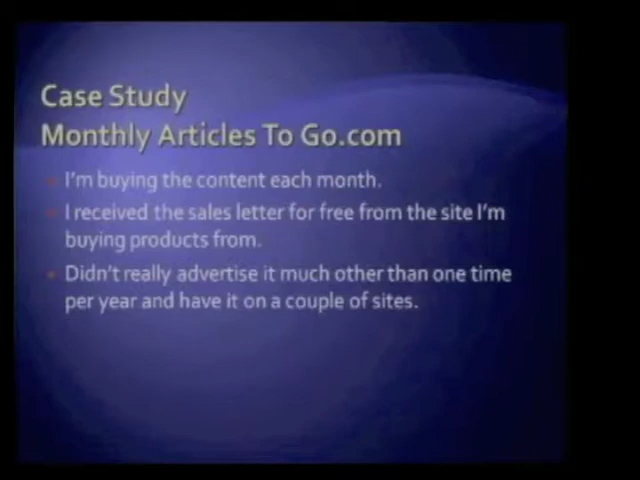 Case Study
Monthly Articles To Go.com
I'm buying the content each month.
I received the sales letter for free from the site I'm
buying products from.
Didn't really advertise it much other than one time
per year and have it on a couple of sites.